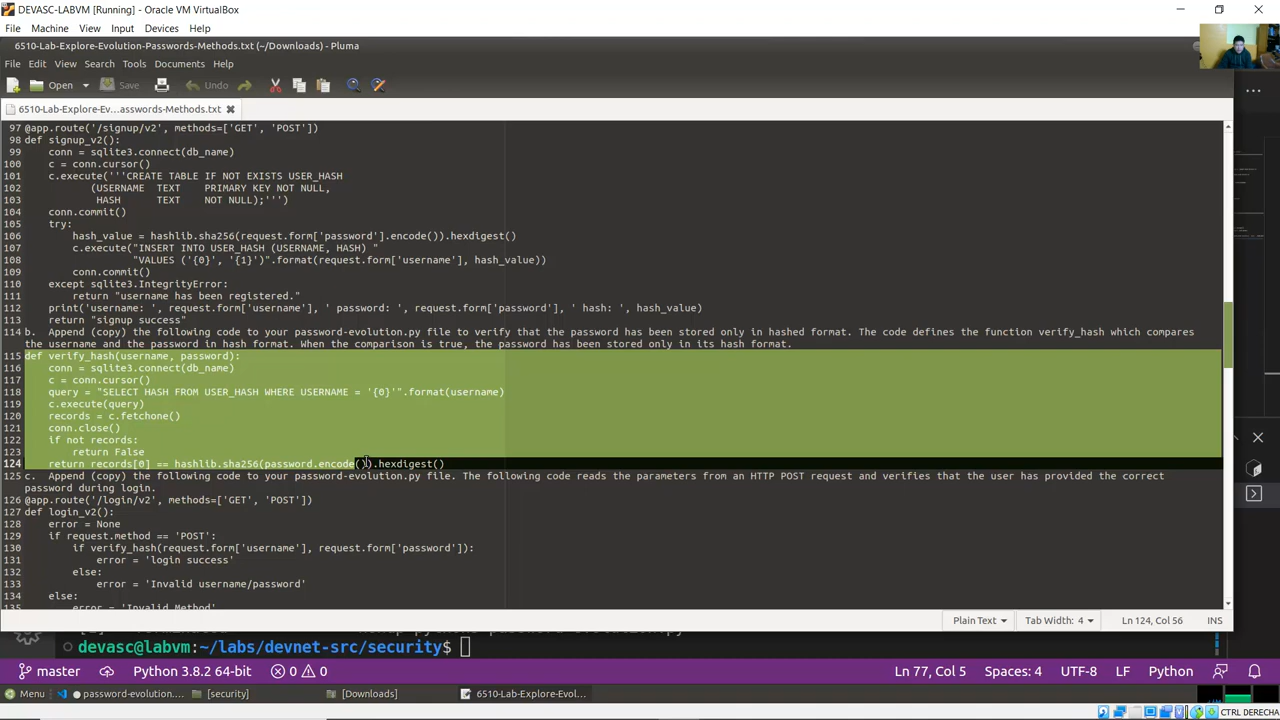 DEVASC-LABVM [Running] - Oracle VM VirtualBox
File Machine View Input Devices Help
6510-Lab-Explore-Evolution-Passwords-Methods.txt (~/Downloads) - Pluma
File Edit View Search Tools Documents Help
Open Save Undo
6510-Lab-Explore-Ev...asswords-Methods.txt
97 @app.route('/signup/v2', methods=['GET', 'POST'])
98 def signup_v2():
99 conn = sqlite3.connect(db_name)
100 c = conn.cursor()
101 c.execute('''CREATE TABLE IF NOT EXISTS USER_HASH
102 (USERNAME TEXT PRIMARY KEY NOT NULL,
103 HASH TEXT NOT NULL);''')
104 conn.commit()
105 try:
106 hash_value = hashlib.sha256(request.form['password'].encode()).hexdigest()
107 c.execute("INSERT INTO USER_HASH (USERNAME, HASH) "
108 "VALUES ('{0}', '{1}')".format(request.form['username'], hash_value))
109 conn.commit()
110 except sqlite3.IntegrityError:
111 return "username has been registered."
112 print('username: ', request.form['username'], ' password: ', request.form['password'], ' hash: ', hash_value)
113 return "signup success"
114 b. Append (copy) the following code to your password-evolution.py file to verify that the password has been stored only in hashed format. The code defines the function verify_hash which compares
the username and the password in hash format. When the comparison is true, the password has been stored only in its hash format.
115 def verify_hash(username, password):
116 conn = sqlite3.connect(db_name)
117 c = conn.cursor()
118 query = "SELECT HASH FROM USER_HASH WHERE USERNAME = '{0}'".format(username)
119 c.execute(query)
120 records = c.fetchone()
121 conn.close()
122 if not records:
123 return False
124 return records[0] == hashlib.sha256(password.encode()).hexdigest()
125 c. Append (copy) the following code to your password-evolution.py file. The following code reads the parameters from an HTTP POST request and verifies that the user has provided the correct
password during login.
126 @app.route('/login/v2', methods=['GET', 'POST'])
127 def login_v2():
128 error = None
129 if request.method == 'POST':
130 if verify_hash(request.form['username'], request.form['password']):
131 error = 'login success'
132 else:
133 error = 'Invalid username/password'
134 else:
135 error = 'Invalid Method'
Plain Text Tab Width: 4 Ln 124, Col 56 INS
devasc@labvm:~/labs/devnet-src/security$
master Python 3.8.2 64-bit 0 0 Ln 77, Col 5 Spaces: 4 UTF-8 LF Python
Menu password-evolution.... [security] [Downloads] 6510-Lab-Explore-Evol...
CTRL DERECHA